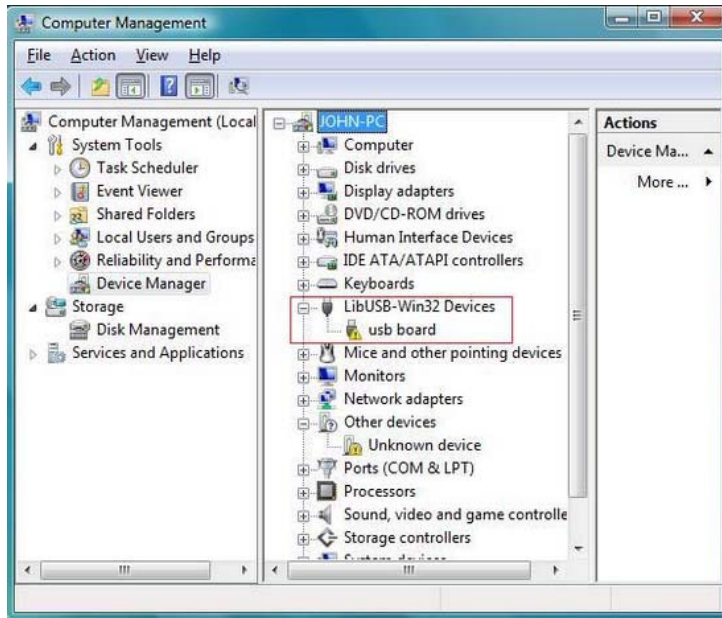 Computer Management
File Action View Help
Computer Management (Local
System Tools
Task Scheduler
Event Viewer
Shared Folders
Local Users and Groups
Reliability and Performa
Device Manager
Storage
Disk Management
Services and Applications
JOHN-PC
Computer
Disk drives
Display adapters
DVD/CD-ROM drives
Human Interface Devices
IDE ATA/ATAPI controllers
Keyboards
LibUSB-Win32 Devices
usb board
Mice and other pointing devices
Monitors
Network adapters
Other devices
Unknown device
Ports (COM & LPT)
Processors
Sound, video and game controlle
Storage controllers
System devices
Actions
Device Ma...
More ...